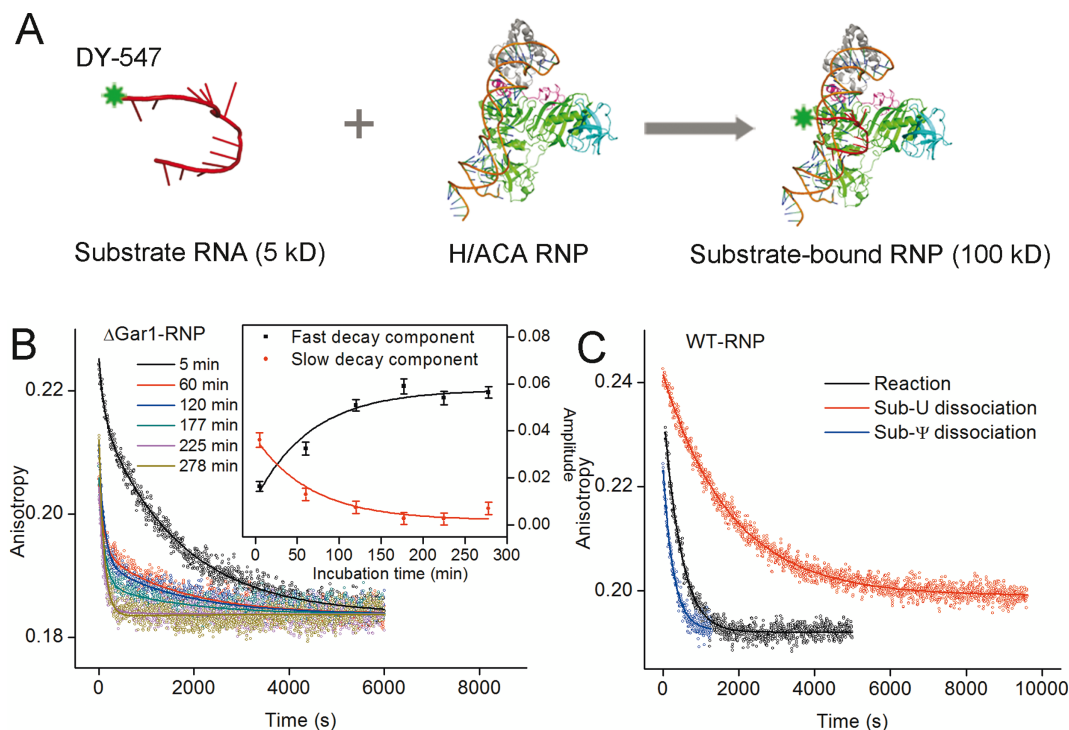 A
DY-547
Substrate RNA (5 kD)
H/ACA RNP
Substrate-bound RNP (100 kD)
B
ΔGar1-RNP
5 min
60 min
120 min
177 min
225 min
278 min
Fast decay component
Slow decay component
0.08
0.06
0.04
0.02
0.00
Amplitude
0 50 100 150 200 250 300
Incubation time (min)
0.22
0.20
0.18
Anisotropy
0 2000 4000 6000 8000
Time (s)
C
WT-RNP
Reaction
Sub-U dissociation
Sub-Ψ dissociation
0.24
0.22
0.20
Anisotropy
0 2000 4000 6000 8000 10000
Time (s)